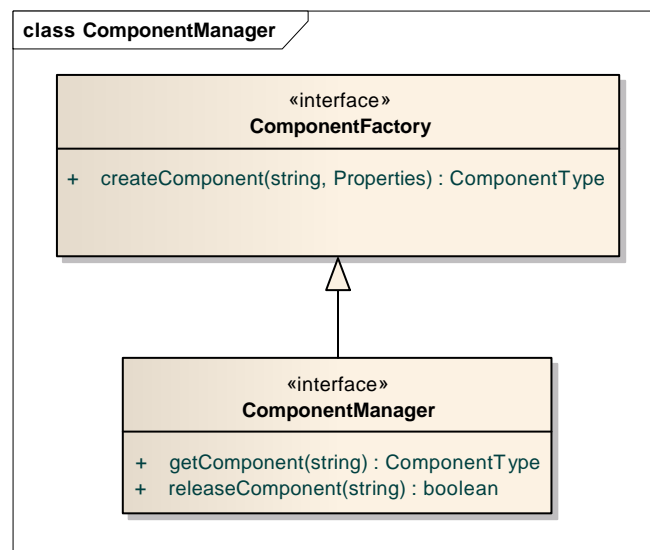 class ComponentManager
«interface»
ComponentFactory
+ createComponent(string, Properties) : ComponentType
«interface»
ComponentManager
+ getComponent(string) : ComponentType
+ releaseComponent(string) : boolean